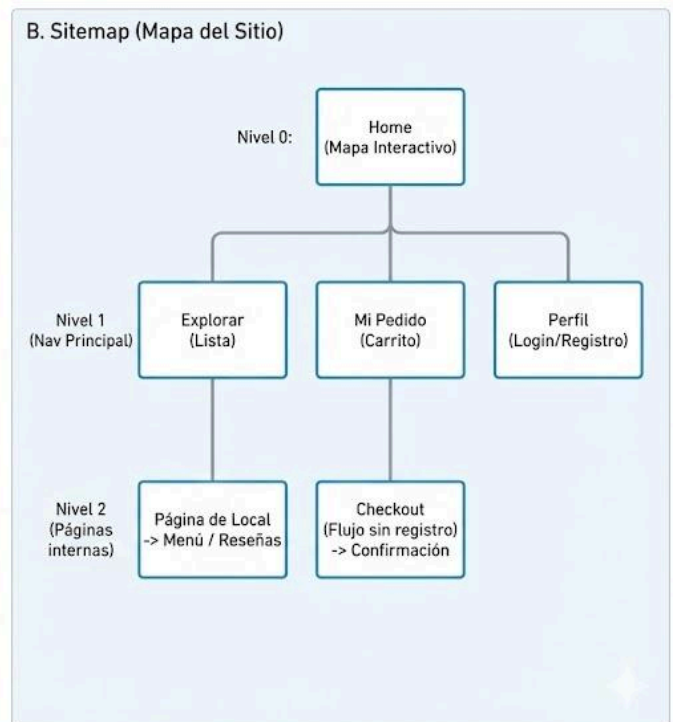 B. Sitemap (Mapa del Sitio)
Nivel 0:
Home
(Mapa Interactivo)
Nivel 1
(Nav Principal)
Explorar
(Lista)
Mi Pedido
(Carrito)
Perfil
(Login/Registro)
Nivel 2
(Páginas
internas)
Página de Local
-> Menú / Reseñas
Checkout
(Flujo sin registro)
-> Confirmación